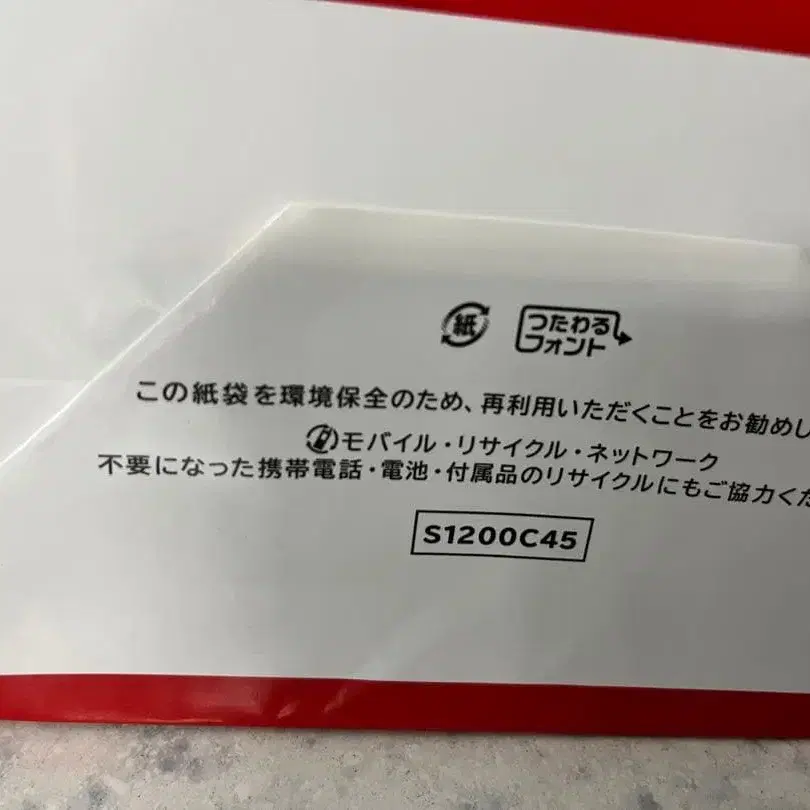 紙
つたわる
フォント
この紙袋を環境保全のため、再利用いただくことをお勧めし
モバイル・リサイクル・ネットワーク
不要になった携帯電話・電池・付属品のリサイクルにもご協力くだ
S1200C45